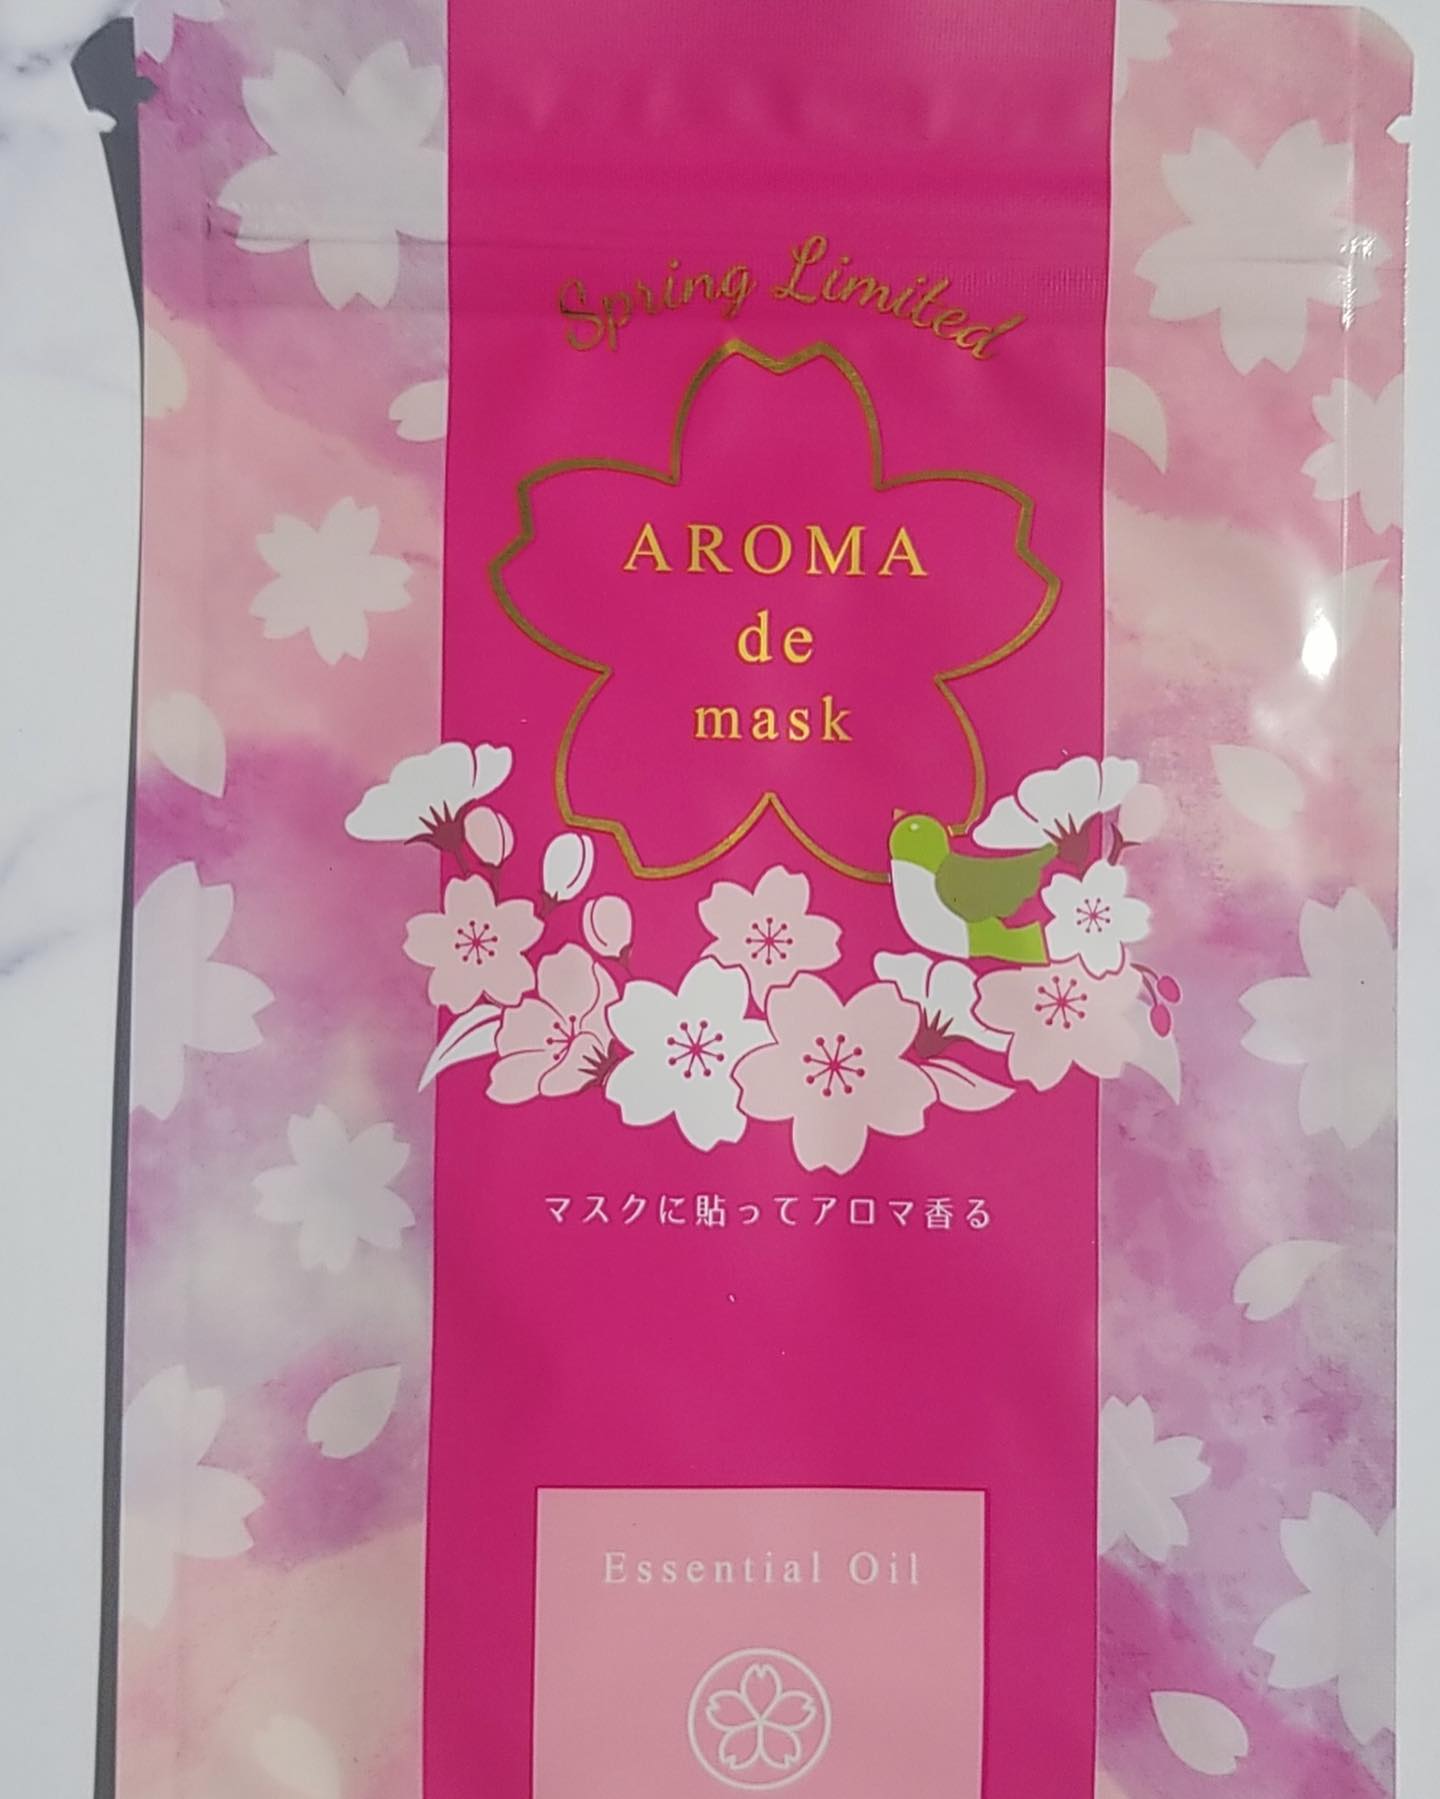 Spring Limited
AROMA
de
mask
マスクに貼ってアロマ香る
Essential Oil